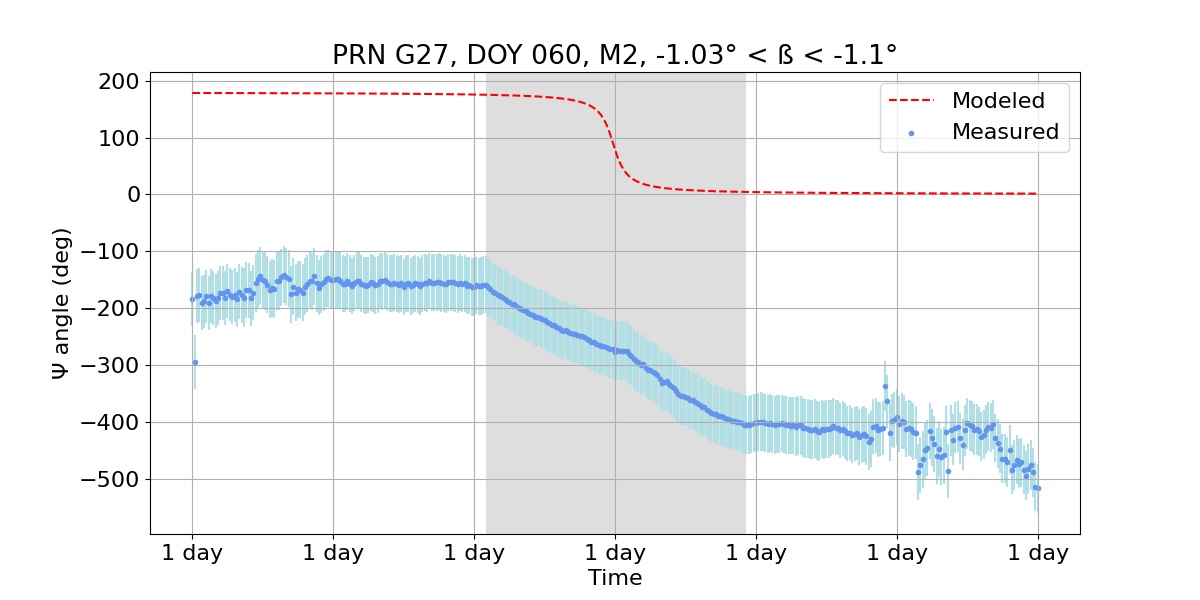 PRN G27, DOY 060, M2, -1.03° < ß < -1.1°
200
100
0
−100
−200
−300
−400
−500
Ψ angle (deg)
Modeled
Measured
1 day 1 day 1 day 1 day 1 day 1 day 1 day
Time